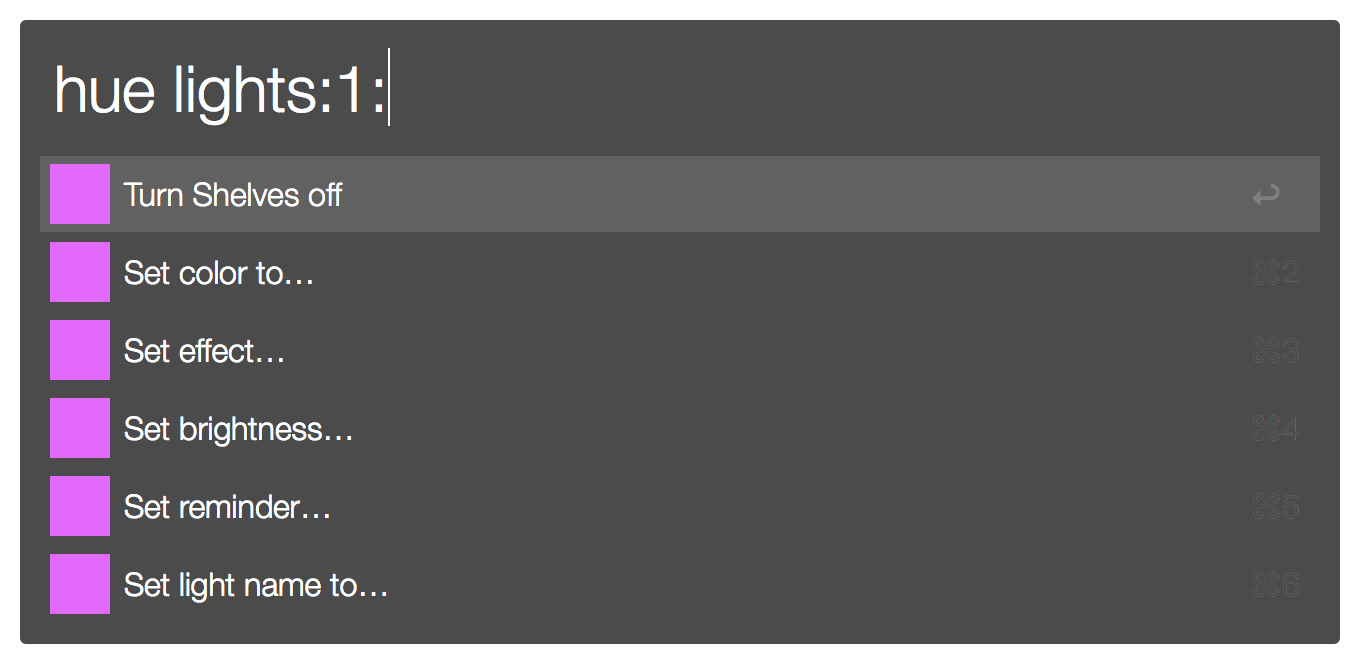 hue lights:1:
Turn Shelves off ↩
Set color to… ⌘2
Set effect… ⌘3
Set brightness… ⌘4
Set reminder… ⌘5
Set light name to… ⌘6